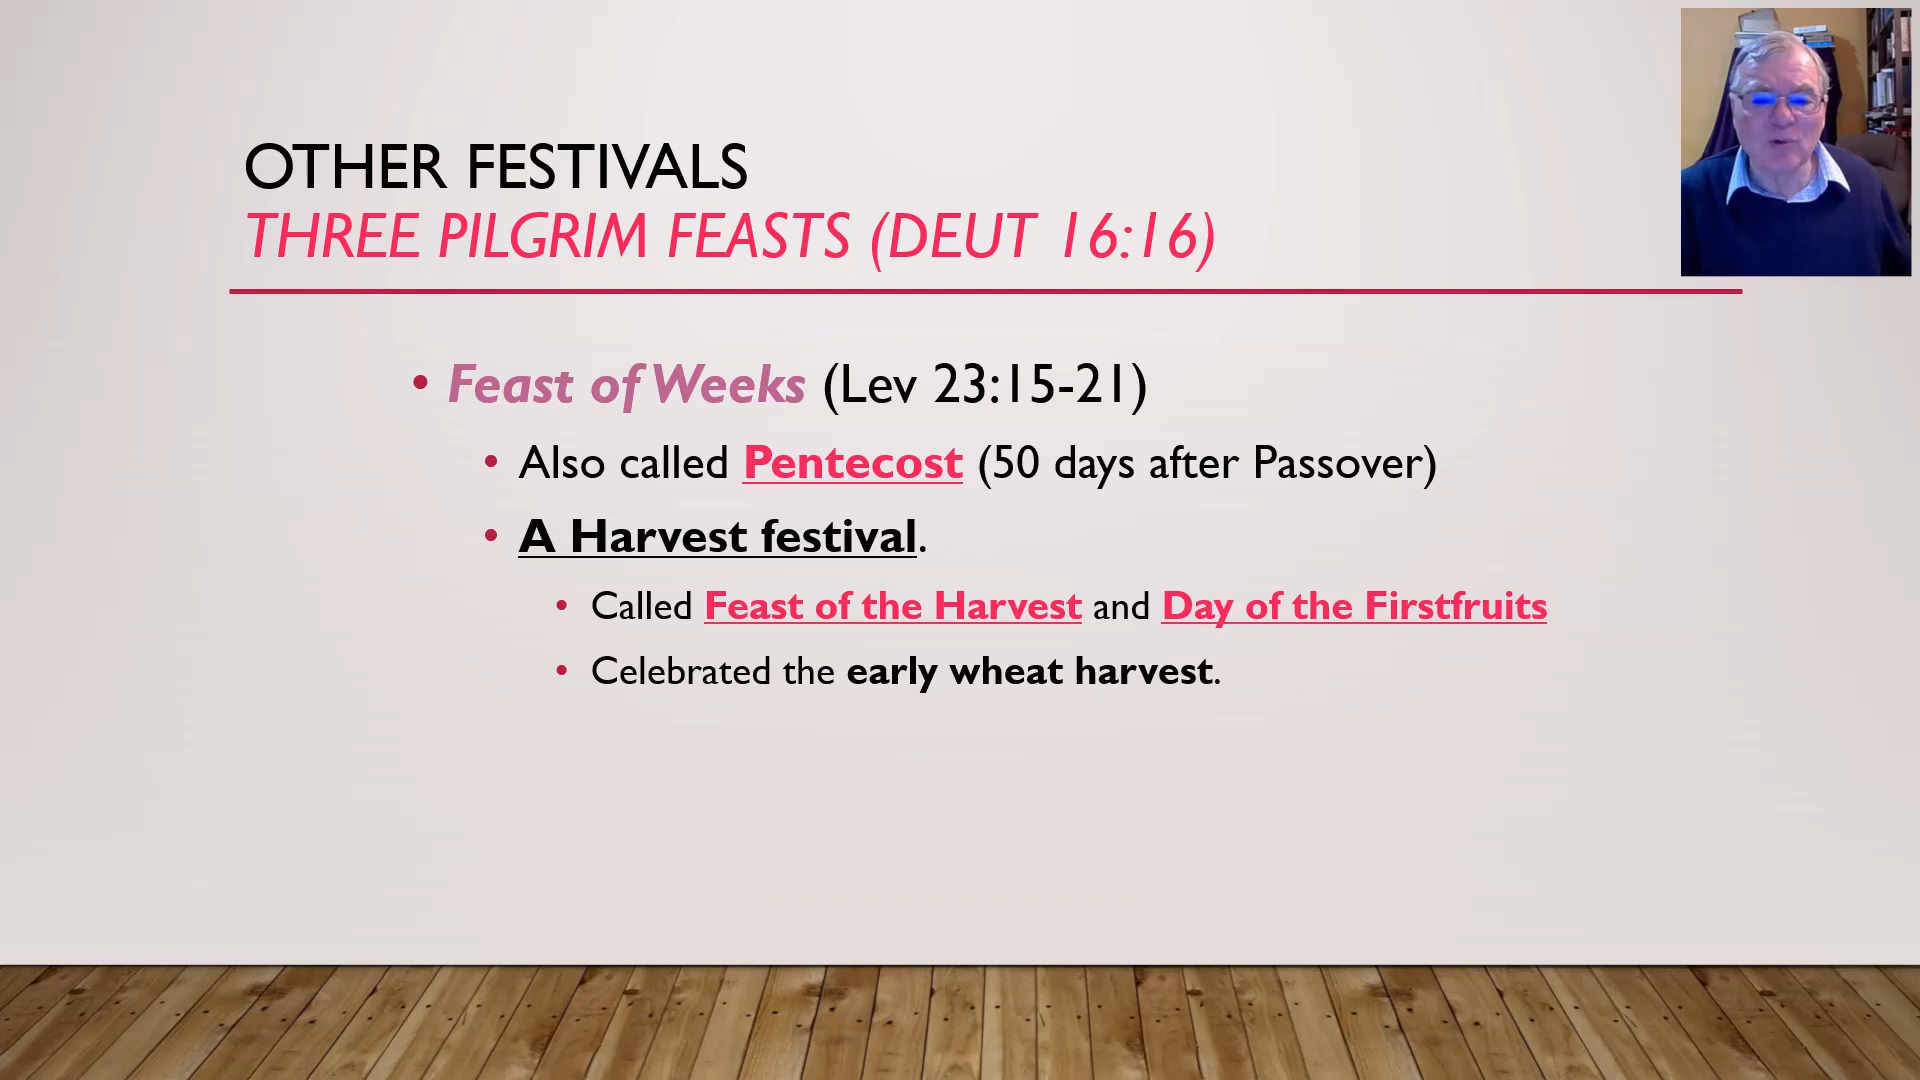 OTHER FESTIVALS
THREE PILGRIM FEASTS (DEUT 16:16)
• Feast of Weeks (Lev 23:15-21)
• Also called Pentecost (50 days after Passover)
• A Harvest festival.
• Called Feast of the Harvest and Day of the Firstfruits
• Celebrated the early wheat harvest.